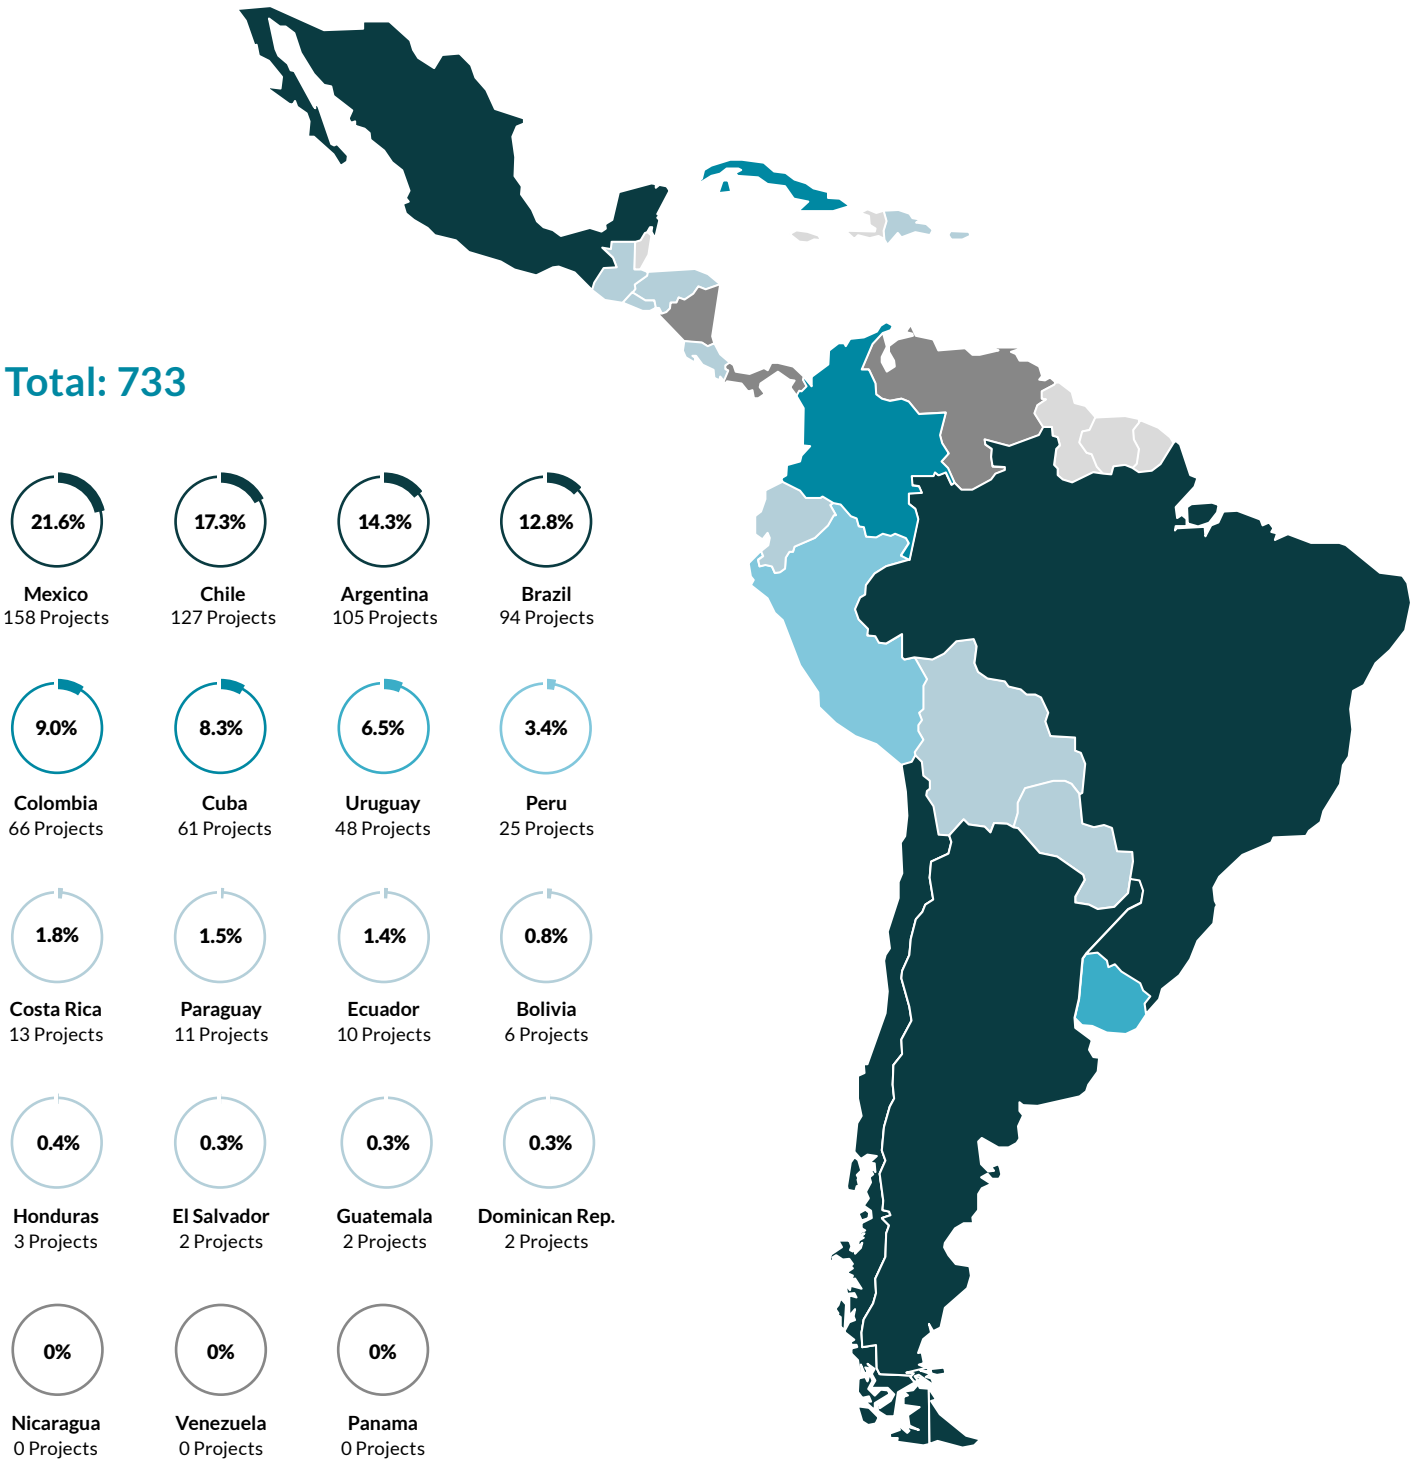 Total: 733
21.6%
17.3%
14.3%
12.8%
Mexico
Chile
Argentina
Brazil
158 Projects
127 Projects
105 Projects
94 Projects
9.0%
8.3%
6.5%
3.4%
Colombia
Cuba
Uruguay
Peru
66 Projects
61 Projects
48 Projects
25 Projects
1.8%
1.5%
1.4%
0.8%
Costa Rica
Paraguay
Ecuador
Bolivia
13 Projects
11 Projects
10 Projects
6 Projects
0.4%
0.3%
0.3%
0.3%
Honduras
El Salvador
Guatemala
Dominican Rep.
3 Projects
2 Projects
2 Projects
2 Projects
0%
0%
0%
Nicaragua
Venezuela
Panama
0 Projects
0 Projects
0 Projects